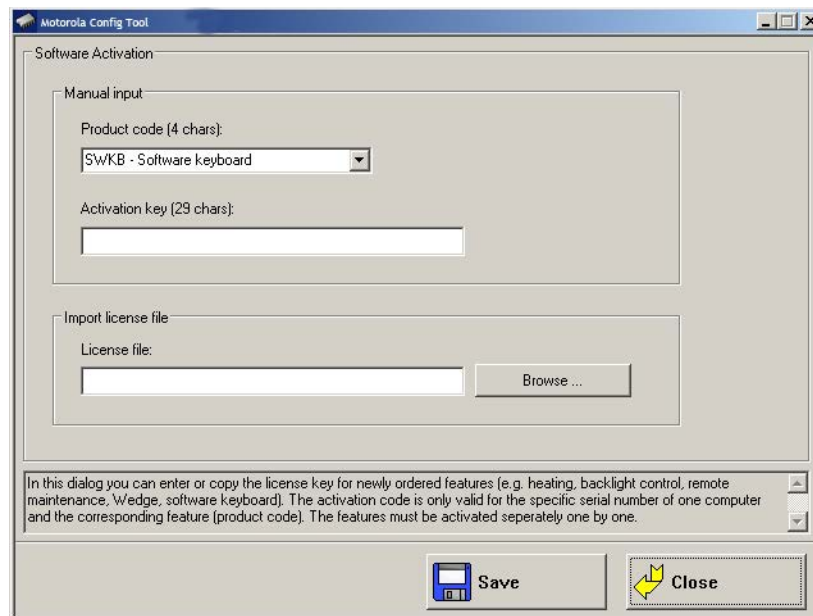 Motorola Config Tool
Software Activation
Manual input
Product code (4 chars):
SWKB - Software keyboard
Activation key (29 chars):
Import license file
License file:
Browse ...
In this dialog you can enter or copy the license key for newly ordered features (e.g. heating, backlight control, remote
maintenance, Wedge, software keyboard). The activation code is only valid for the specific serial number of one computer
and the corresponding feature (product code). The features must be activated seperately one by one.
Save
Close